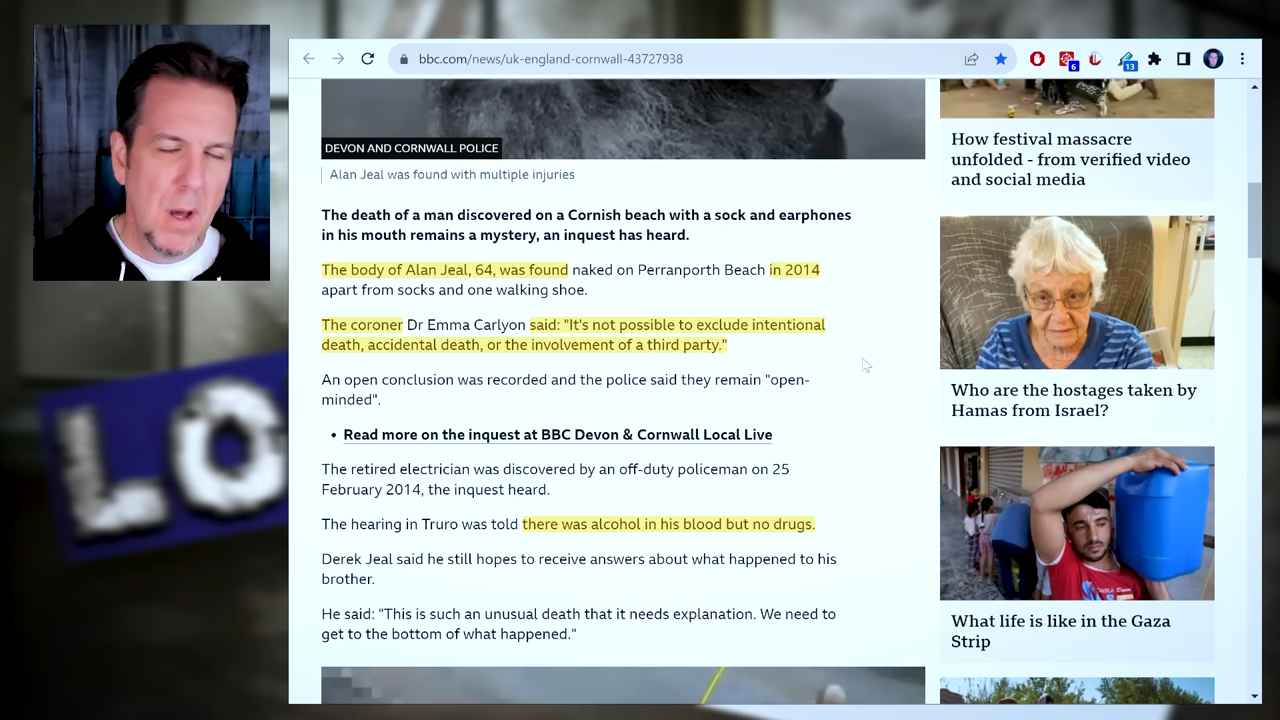 bbc.com/news/uk-england-cornwall-43727938
6
13
DEVON AND CORNWALL POLICE
Alan Jeal was found with multiple injuries
The death of a man discovered on a Cornish beach with a sock and earphones
in his mouth remains a mystery, an inquest has heard.
The body of Alan Jeal, 64, was found naked on Perranporth Beach in 2014
apart from socks and one walking shoe.
The coroner Dr Emma Carlyon said: "It's not possible to exclude intentional
death, accidental death, or the involvement of a third party."
An open conclusion was recorded and the police said they remain "open-
minded".
• Read more on the inquest at BBC Devon & Cornwall Local Live
The retired electrician was discovered by an off-duty policeman on 25
February 2014, the inquest heard.
The hearing in Truro was told there was alcohol in his blood but no drugs.
Derek Jeal said he still hopes to receive answers about what happened to his
brother.
He said: "This is such an unusual death that it needs explanation. We need to
get to the bottom of what happened."
How festival massacre
unfolded - from verified video
and social media
Who are the hostages taken by
Hamas from Israel?
What life is like in the Gaza
Strip
LO